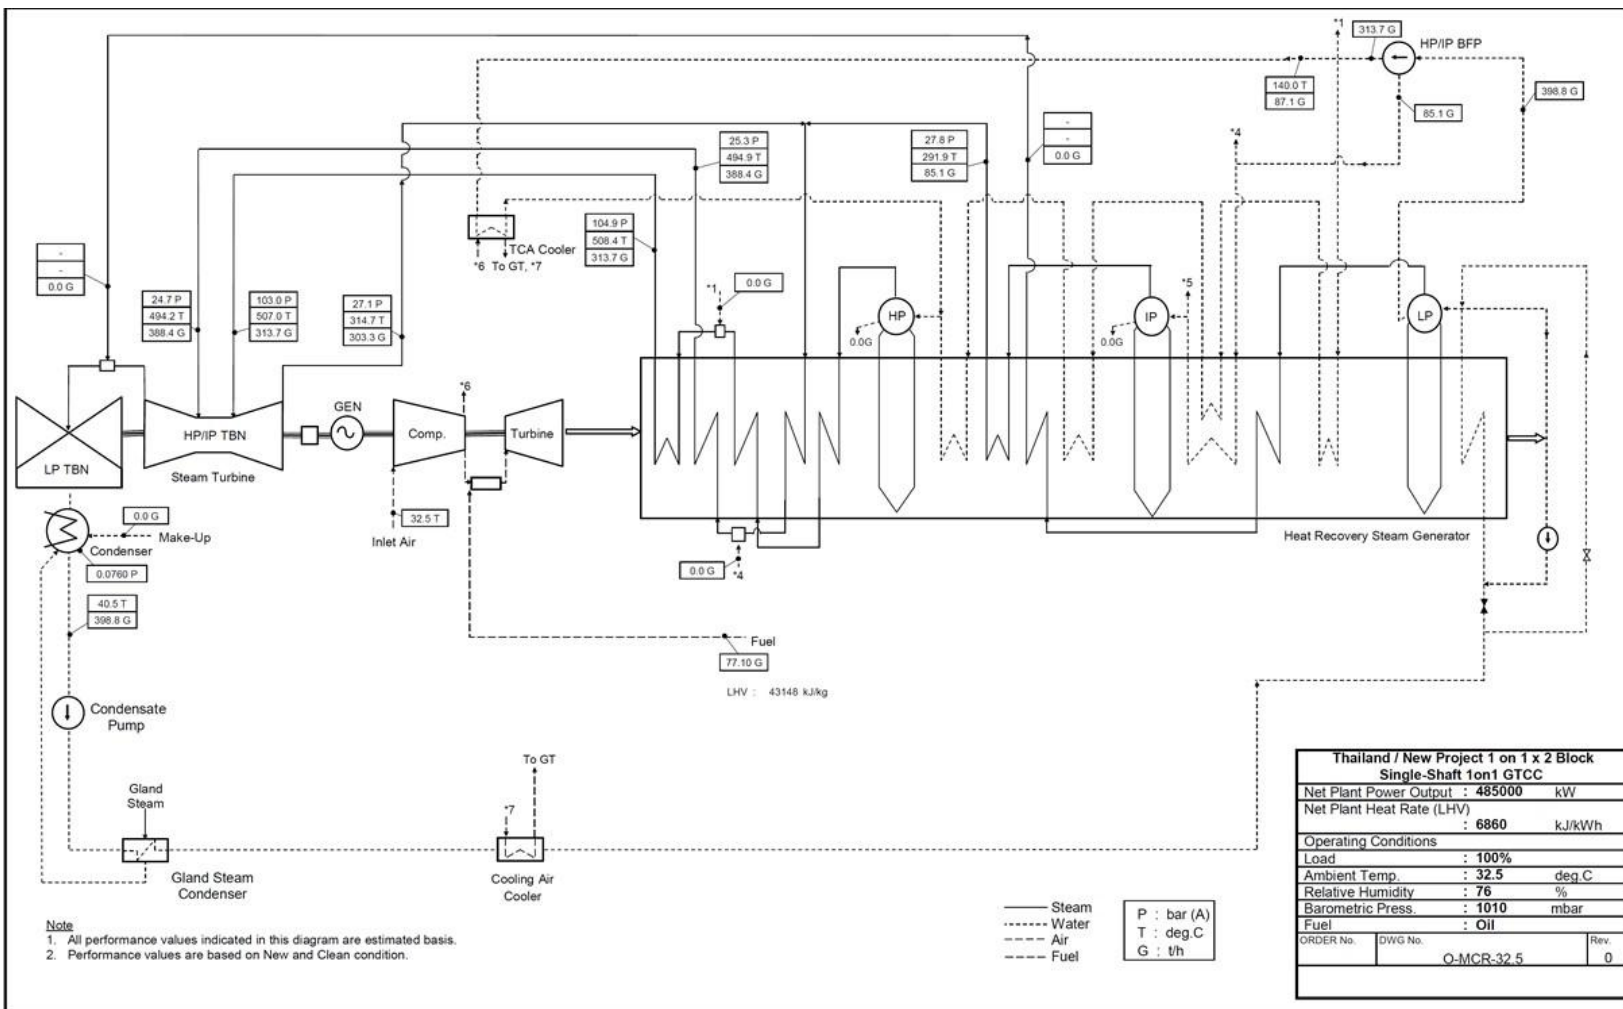 *1
313.7 G
HP/IP BFP
140.0 T
87.1 G
85.1 G
398.8 G
-
-
0.0 G
*4
25.3 P
494.9 T
388.4 G
27.8 P
291.9 T
85.1 G
104.9 P
508.4 T
313.7 G
TCA Cooler
*6 To GT, *7
-
-
0.0 G
24.7 P
494.2 T
388.4 G
103.0 P
507.0 T
313.7 G
27.1 P
314.7 T
303.3 G
*1
0.0 G
HP
0.0G
IP
0.0G
*5
LP
GEN
*6
HP/IP TBN
Comp.
Turbine
LP TBN
Steam Turbine
0.0 G
Make-Up
Condenser
0.0760 P
32.5 T
Inlet Air
Heat Recovery Steam Generator
0.0 G
*4
40.5 T
398.8 G
Fuel
77.10 G
LHV : 43148 kJ/kg
Condensate
Pump
To GT
Gland
Steam
*7
Gland Steam
Condenser
Cooling Air
Cooler
Note
1. All performance values indicated in this diagram are estimated basis.
2. Performance values are based on New and Clean condition.
Steam
Water
Air
Fuel
P : bar (A)
T : deg.C
G : t/h
Thailand / New Project 1 on 1 x 2 Block
Single-Shaft 1on1 GTCC
Net Plant Power Output : 485000 kW
Net Plant Heat Rate (LHV)
: 6860 kJ/kWh
Operating Conditions
Load : 100%
Ambient Temp. : 32.5 deg.C
Relative Humidity : 76 %
Barometric Press. : 1010 mbar
Fuel : Oil
ORDER No. DWG No. Rev.
O-MCR-32.5 0